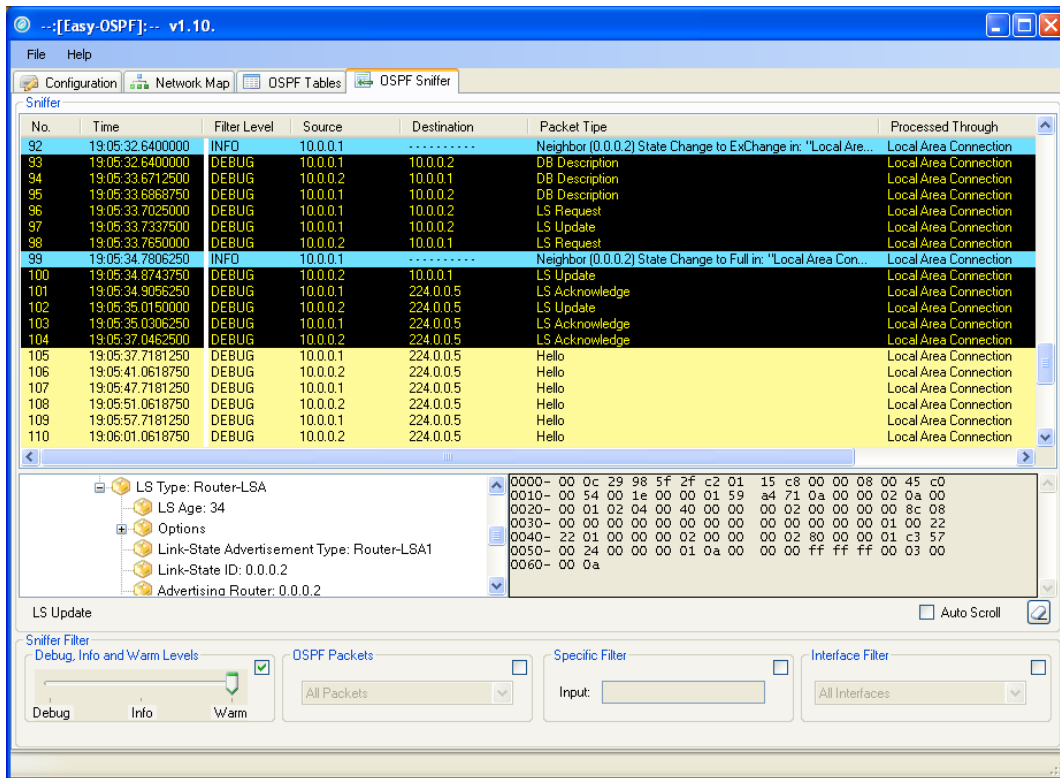 --:[Easy-OSPF]:-- v1.10.
File Help
Configuration Network Map OSPF Tables OSPF Sniffer
Sniffer
No. Time Filter Level Source Destination Packet Tipe Processed Through
92 19:05:32.6400000 INFO 10.0.0.1 ---------- Neighbor (0.0.0.2) State Change to ExChange in: "Local Are... Local Area Connection
93 19:05:32.6400000 DEBUG 10.0.0.1 10.0.0.2 DB Description Local Area Connection
94 19:05:33.6712500 DEBUG 10.0.0.2 10.0.0.1 DB Description Local Area Connection
95 19:05:33.6868750 DEBUG 10.0.0.1 10.0.0.2 DB Description Local Area Connection
96 19:05:33.7025000 DEBUG 10.0.0.1 10.0.0.2 LS Request Local Area Connection
97 19:05:33.7337500 DEBUG 10.0.0.1 10.0.0.2 LS Update Local Area Connection
98 19:05:33.7650000 DEBUG 10.0.0.2 10.0.0.1 LS Request Local Area Connection
99 19:05:34.7806250 INFO 10.0.0.1 ---------- Neighbor (0.0.0.2) State Change to Full in: "Local Area Con... Local Area Connection
100 19:05:34.8743750 DEBUG 10.0.0.2 10.0.0.1 LS Update Local Area Connection
101 19:05:34.9056250 DEBUG 10.0.0.1 224.0.0.5 LS Acknowledge Local Area Connection
102 19:05:35.0150000 DEBUG 10.0.0.2 224.0.0.5 LS Update Local Area Connection
103 19:05:35.0306250 DEBUG 10.0.0.1 224.0.0.5 LS Acknowledge Local Area Connection
104 19:05:37.0462500 DEBUG 10.0.0.2 224.0.0.5 LS Acknowledge Local Area Connection
105 19:05:37.7181250 DEBUG 10.0.0.1 224.0.0.5 Hello Local Area Connection
106 19:05:41.0618750 DEBUG 10.0.0.2 224.0.0.5 Hello Local Area Connection
107 19:05:47.7181250 DEBUG 10.0.0.1 224.0.0.5 Hello Local Area Connection
108 19:05:51.0618750 DEBUG 10.0.0.2 224.0.0.5 Hello Local Area Connection
109 19:05:57.7181250 DEBUG 10.0.0.1 224.0.0.5 Hello Local Area Connection
110 19:06:01.0618750 DEBUG 10.0.0.2 224.0.0.5 Hello Local Area Connection
LS Type: Router-LSA
LS Age: 34
Options
Link-State Advertisement Type: Router-LSA1
Link-State ID: 0.0.0.2
Advertising Router: 0.0.0.2
0000- 00 0c 29 98 5f 2f c2 01 15 c8 00 00 08 00 45 c0
0010- 00 54 00 1e 00 00 01 59 a4 71 0a 00 00 02 0a 00
0020- 00 01 02 04 00 40 00 00 00 02 00 00 00 00 8c 08
0030- 00 00 00 00 00 00 00 00 00 00 00 00 00 01 00 22
0040- 22 01 00 00 00 02 00 00 00 02 80 00 00 01 c3 57
0050- 00 24 00 00 00 01 0a 00 00 00 ff ff ff 00 03 00
0060- 00 0a
LS Update
Auto Scroll
Sniffer Filter
Debug, Info and Warm Levels
Debug Info Warm
OSPF Packets
All Packets
Specific Filter
Input:
Interface Filter
All Interfaces